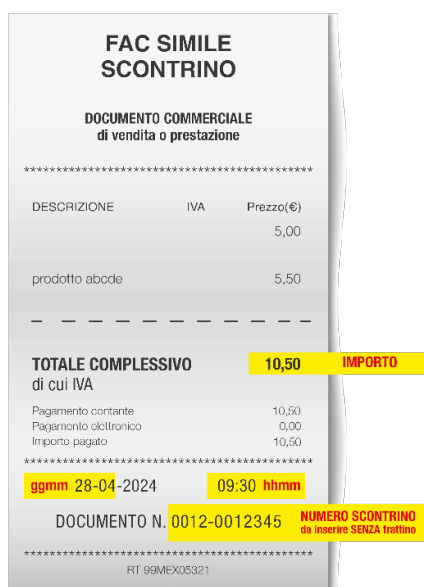 FAC SIMILE
SCONTRINO
DOCUMENTO COMMERCIALE
di vendita o prestazione
******************************************
DESCRIZIONE IVA Prezzo(€)
5,00
prodotto abcde 5,50
— — — — — — — — — —
TOTALE COMPLESSIVO 10,50 IMPORTO
di cui IVA
Pagamento contante 10,50
Pagamento elettronico 0,00
Importo pagato 10,50
******************************************
ggmm 28-04-2024 09:30 hhmm
DOCUMENTO N. 0012-0012345 NUMERO SCONTRINO
da inserire SENZA trattino
******************************************
RT 99MEX05321